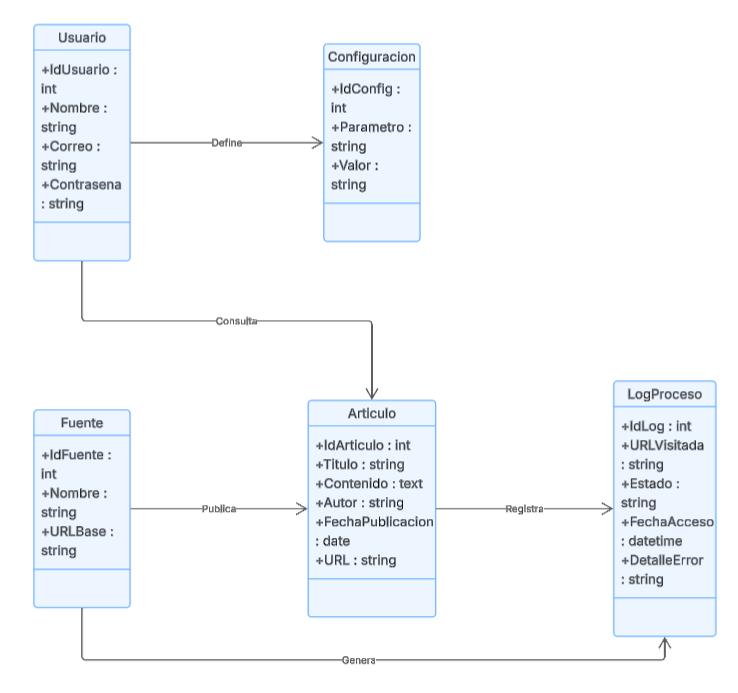 Usuario
+IdUsuario :
int
+Nombre :
string
+Correo :
string
+Contrasena
: string
Configuracion
+IdConfig :
int
+Parametro :
string
+Valor :
string
Define
Consulta
Fuente
+IdFuente :
int
+Nombre :
string
+URLBase :
string
Publica
Articulo
+IdArticulo : int
+Titulo : string
+Contenido : text
+Autor : string
+FechaPublicacion
: date
+URL : string
Registra
LogProceso
+IdLog : int
+URLVisitada
: string
+Estado :
string
+FechaAcceso
: datetime
+DetalleError
: string
Genera